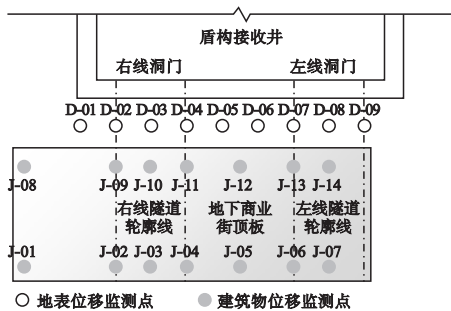 盾构接收井
右线洞门 左线洞门
D-01 D-02 D-03 D-04 D-05 D-06 D-07 D-08 D-09
J-08 J-09 J-10 J-11 J-12 J-13 J-14
右线隧道 地下商业 左线隧道
轮廓线 街顶板 轮廓线
J-01 J-02 J-03 J-04 J-05 J-06 J-07
地表位移监测点 建筑物位移监测点